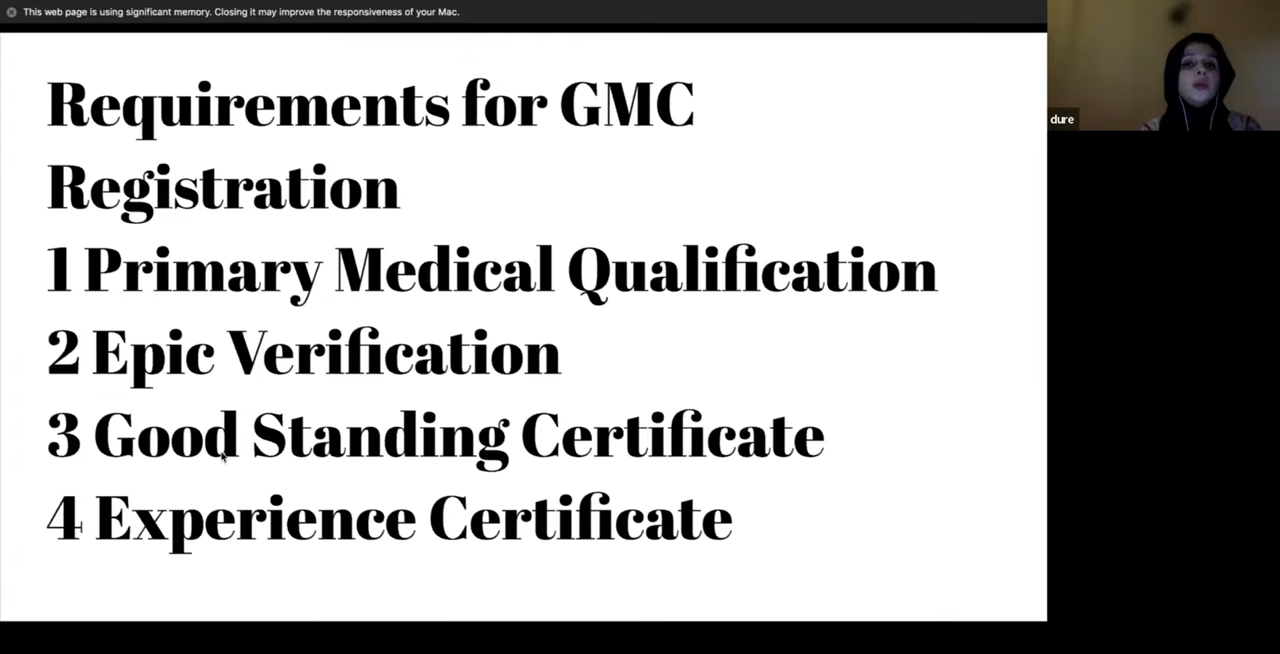 This web page is using significant memory. Closing it may improve the responsiveness of your Mac.
Requirements for GMC
Registration
1 Primary Medical Qualification
2 Epic Verification
3 Good Standing Certificate
4 Experience Certificate
dure